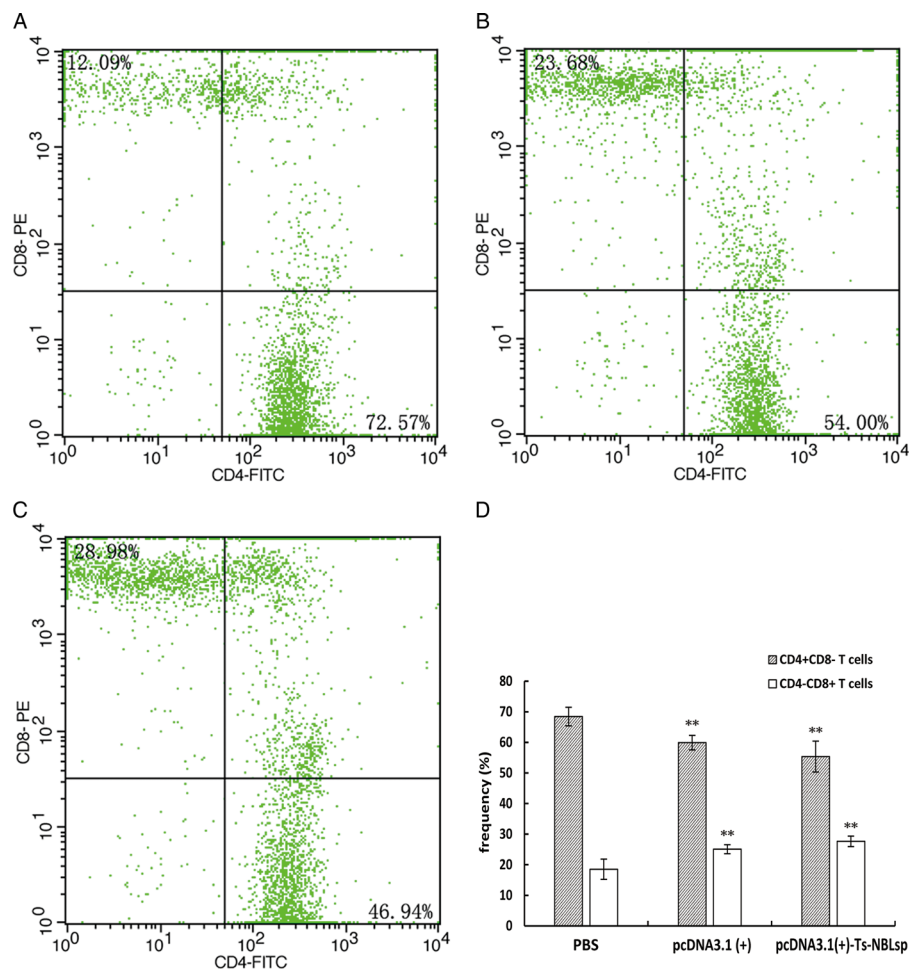 A
12.09%
10^4
10^3
10^2
10^1
10^0
CD8- PE
72.57%
10^0 10^1 10^2 10^3 10^4
CD4-FITC
B
23.68%
10^4
10^3
10^2
10^1
10^0
CD8- PE
54.00%
10^0 10^1 10^2 10^3 10^4
CD4-FITC
C
28.98%
10^4
10^3
10^2
10^1
10^0
CD8- PE
46.94%
10^0 10^1 10^2 10^3 10^4
CD4-FITC
D
CD4+CD8- T cells
CD4-CD8+ T cells
frequency (%)
80
70
60
50
40
30
20
10
0
**
**
**
**
PBS
pcDNA3.1 (+)
pcDNA3.1(+)-Ts-NBLsp